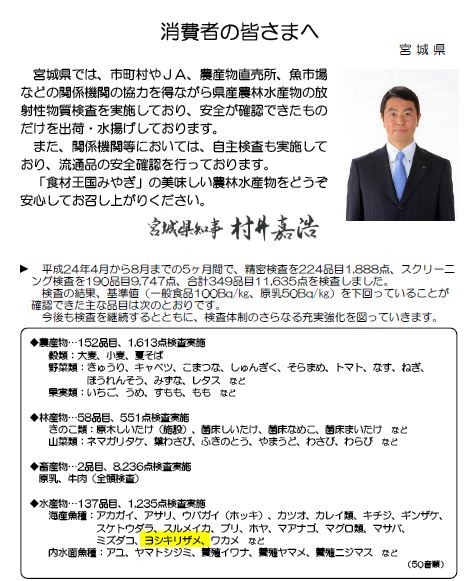 消費者の皆さまへ
宮城県
宮城県では、市町村やＪＡ、農産物直売所、魚市場
などの関係機関の協力を得ながら県産農林水産物の放
射性物質検査を実施しており、安全が確認できたもの
だけを出荷・水揚げしております。
また、関係機関等においては、自主検査も実施して
おり、流通品の安全確認を行っております。
「食材王国みやぎ」の美味しい農林水産物をどうぞ
安心してお召し上がりください。
宮城県知事 村井嘉浩
▶ 平成24年4月から8月までの5ヶ月間で、精密検査を224品目1,888点、スクリーニ
ング検査を190品目9,747点、合計349品目11,635点を検査しました。
検査の結果、基準値（一般食品100Bq/kg、原乳50Bq/kg）を下回っていることが
確認できた主な品目は次のとおりです。
今後も検査を継続するとともに、検査体制のさらなる充実強化を図っていきます。
◆農産物…152品目、1,613点検査実施
穀類：大麦、小麦、夏そば
野菜類：きゅうり、キャベツ、こまつな、しゅんぎく、そらまめ、トマト、なす、ねぎ、
ほうれんそう、みずな、レタス など
果実類：いちご、うめ、すもも、もも など
◆林産物…58品目、551点検査実施
きのこ類：原木しいたけ（施設）、菌床しいたけ、菌床なめこ、菌床まいたけ など
山菜類：ネマガリタケ、葉わさび、ふきのとう、やまうど、わさび、わらび など
◆畜産物…2品目、8,236点検査実施
原乳、牛肉（全頭検査）
◆水産物…137品目、1,235点検査実施
海産魚種：アカガイ、アサリ、ウバガイ（ホッキ）、カツオ、カレイ類、キチジ、ギンザケ、
スケトウダラ、スルメイカ、ブリ、ホヤ、マアナゴ、マグロ類、マサバ、
ミズダコ、ヨシキリザメ、ワカメ など
内水面魚種：アユ、ヤマトシジミ、養殖イワナ、養殖ヤマメ、養殖ニジマス など
（50音順）